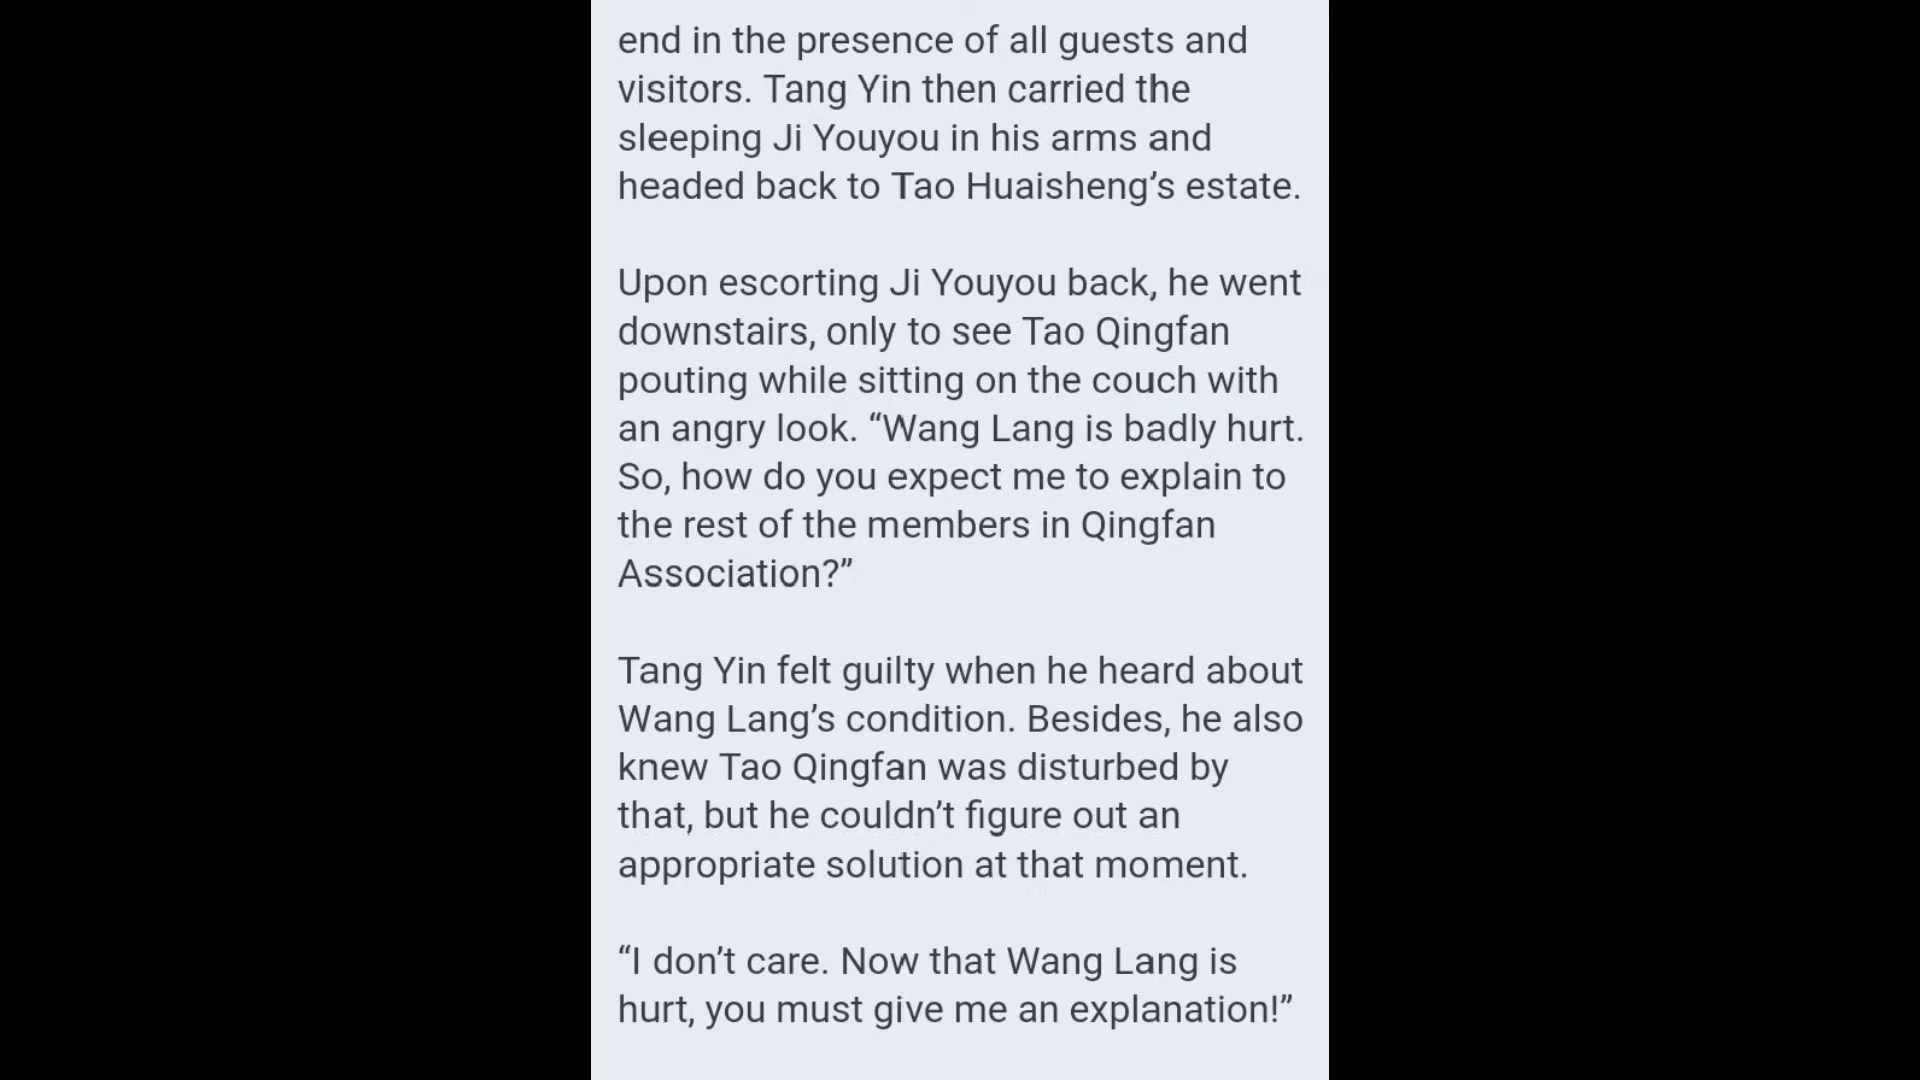 end in the presence of all guests and
visitors. Tang Yin then carried the
sleeping Ji Youyou in his arms and
headed back to Tao Huaisheng’s estate.
Upon escorting Ji Youyou back, he went
downstairs, only to see Tao Qingfan
pouting while sitting on the couch with
an angry look. “Wang Lang is badly hurt.
So, how do you expect me to explain to
the rest of the members in Qingfan
Association?”
Tang Yin felt guilty when he heard about
Wang Lang’s condition. Besides, he also
knew Tao Qingfan was disturbed by
that, but he couldn’t figure out an
appropriate solution at that moment.
“I don’t care. Now that Wang Lang is
hurt, you must give me an explanation!”